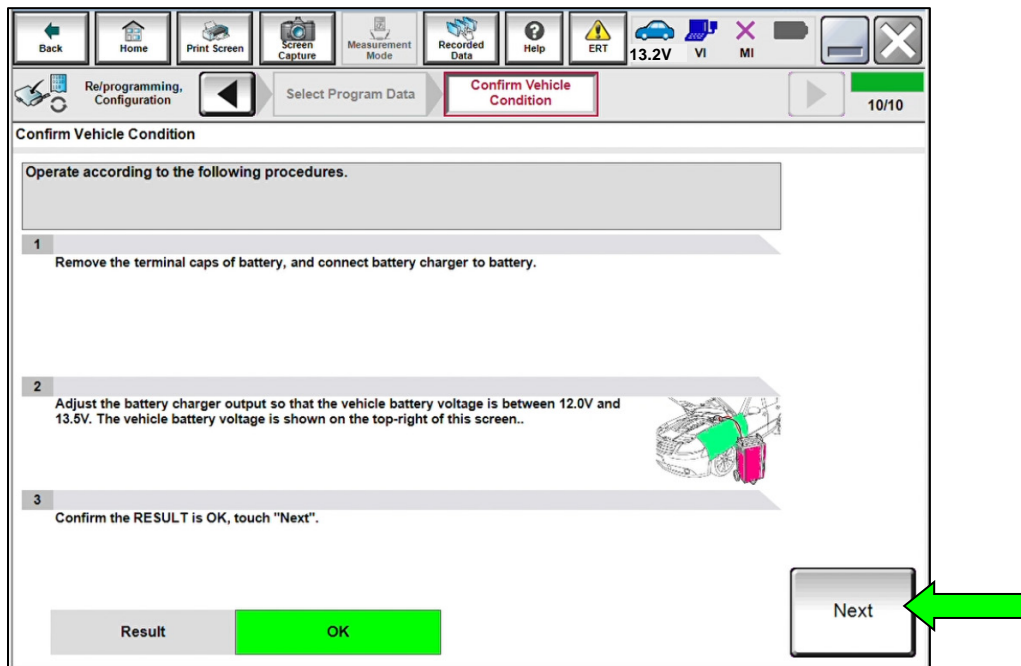 Back
Home
Print Screen
Screen
Capture
Measurement
Mode
Recorded
Data
Help
ERT
13.2V
VI
MI
Re/programming,
Configuration
Select Program Data
Confirm Vehicle
Condition
10/10
Confirm Vehicle Condition
Operate according to the following procedures.
1
Remove the terminal caps of battery, and connect battery charger to battery.
2
Adjust the battery charger output so that the vehicle battery voltage is between 12.0V and
13.5V. The vehicle battery voltage is shown on the top-right of this screen..
3
Confirm the RESULT is OK, touch "Next".
Next
Result
OK